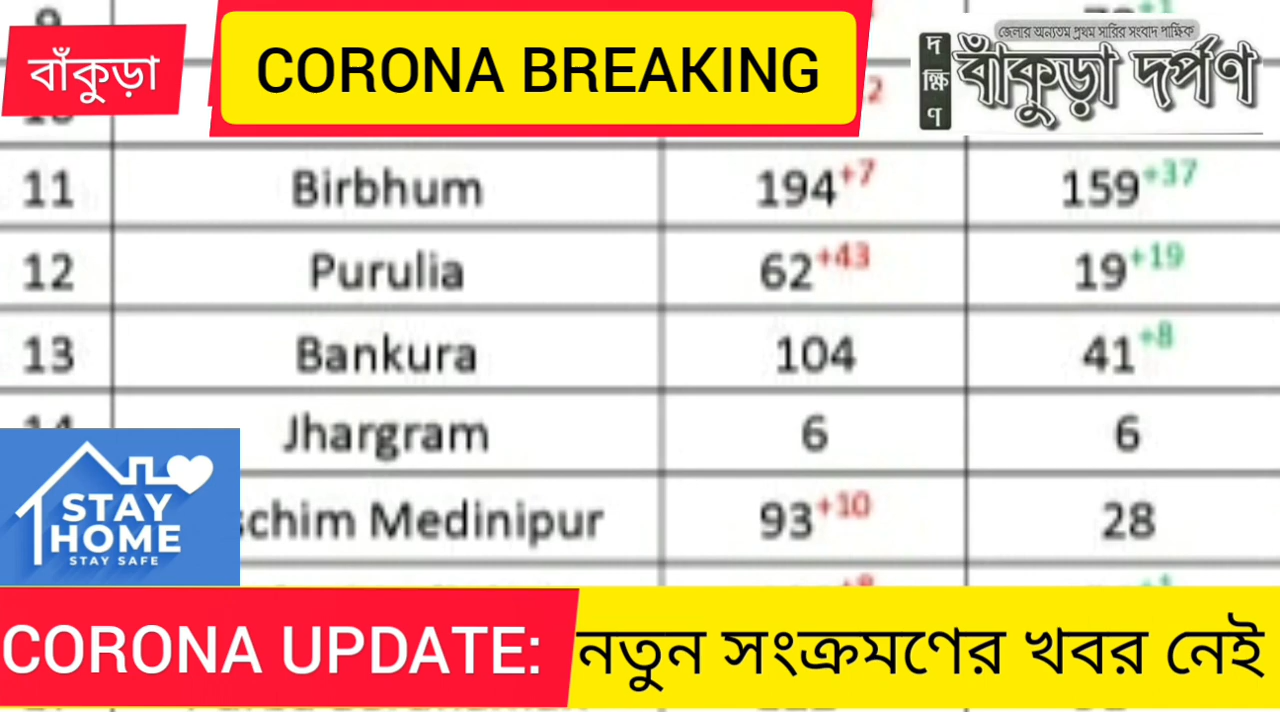 বাঁকুড়া
CORONA BREAKING
জেলার অন্যতম প্রথম সারির সংবাদ পাক্ষিক
দক্ষিণ
বাঁকুড়া দর্পণ
11 Birbhum 194+7 159+37
12 Purulia 62+43 19+19
13 Bankura 104 41+8
14 Jhargram 6 6
schim Medinipur 93+10 28
STAY
HOME
STAY SAFE
CORONA UPDATE: নতুন সংক্রমণের খবর নেই